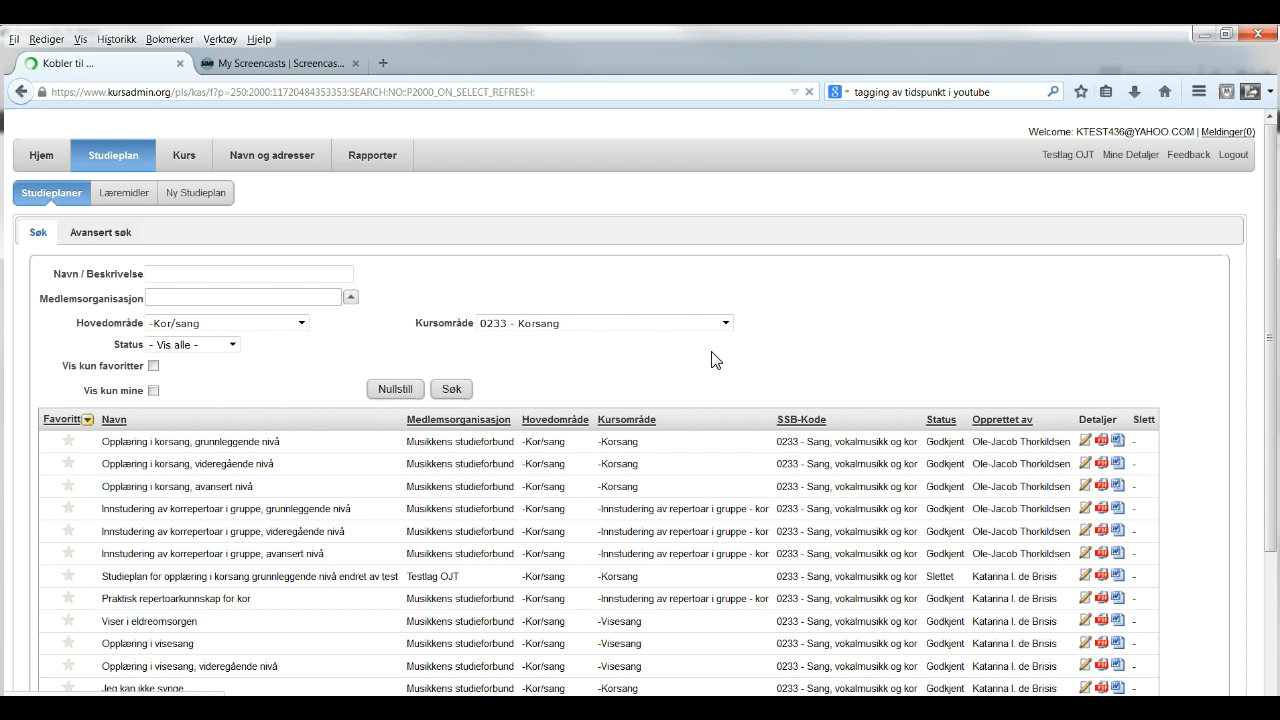 Fil Rediger Vis Historikk Bokmerker Verktøy Hjelp
Kobler til ... × My Screencasts | Screencas... × +
https://www.kursadmin.org/pls/kas/f?p=250:2000:11720484353353:SEARCH:NO::P2000_ON_SELECT_REFRESH: tagging av tidspunkt i youtube
Welcome: KTEST436@YAHOO.COM | Meldinger(0)
Hjem Studieplan Kurs Navn og adresser Rapporter Testlag OJT Mine Detaljer Feedback Logout
Studieplaner Læremidler Ny Studieplan
Søk Avansert søk
Navn / Beskrivelse
Medlemsorganisasjon
Hovedområde -Kor/sang Kursområde 0233 - Korsang
Status - Vis alle -
Vis kun favoritter
Vis kun mine Nullstill Søk
Favoritt Navn Medlemsorganisasjon Hovedområde Kursområde SSB-Kode Status Opprettet av Detaljer Slett
Opplæring i korsang, grunnleggende nivå Musikkens studieforbund -Kor/sang -Korsang 0233 - Sang, vokalmusikk og kor Godkjent Ole-Jacob Thorkildsen -
Opplæring i korsang, videregående nivå Musikkens studieforbund -Kor/sang -Korsang 0233 - Sang, vokalmusikk og kor Godkjent Ole-Jacob Thorkildsen -
Opplæring i korsang, avansert nivå Musikkens studieforbund -Kor/sang -Korsang 0233 - Sang, vokalmusikk og kor Godkjent Ole-Jacob Thorkildsen -
Innstudering av korrepertoar i gruppe, grunnleggende nivå Musikkens studieforbund -Kor/sang -Innstudering av repertoar i gruppe - kor 0233 - Sang, vokalmusikk og kor Godkjent Ole-Jacob Thorkildsen -
Innstudering av korrepertoar i gruppe, videregående nivå Musikkens studieforbund -Kor/sang -Innstudering av repertoar i gruppe - kor 0233 - Sang, vokalmusikk og kor Godkjent Ole-Jacob Thorkildsen -
Innstudering av korrepertoar i gruppe, avansert nivå Musikkens studieforbund -Kor/sang -Innstudering av repertoar i gruppe - kor 0233 - Sang, vokalmusikk og kor Godkjent Ole-Jacob Thorkildsen -
Studieplan for opplæring i korsang grunnleggende nivå endret av tes Testlag OJT -Kor/sang -Korsang 0233 - Sang, vokalmusikk og kor Slettet Katarina I. de Brisis -
Praktisk repertoarkunnskap for kor Musikkens studieforbund -Kor/sang -Innstudering av repertoar i gruppe - kor 0233 - Sang, vokalmusikk og kor Godkjent Katarina I. de Brisis -
Viser i eldreomsorgen Musikkens studieforbund -Kor/sang -Visesang 0233 - Sang, vokalmusikk og kor Godkjent Katarina I. de Brisis -
Opplæring i visesang Musikkens studieforbund -Kor/sang -Visesang 0233 - Sang, vokalmusikk og kor Godkjent Katarina I. de Brisis -
Opplæring i visesang, videregående nivå Musikkens studieforbund -Kor/sang -Visesang 0233 - Sang, vokalmusikk og kor Godkjent Katarina I. de Brisis -
Jeg kan ikke synge Musikkens studieforbund -Kor/sang -Korsang 0233 - Sang, vokalmusikk og kor Godkjent Katarina I. de Brisis -